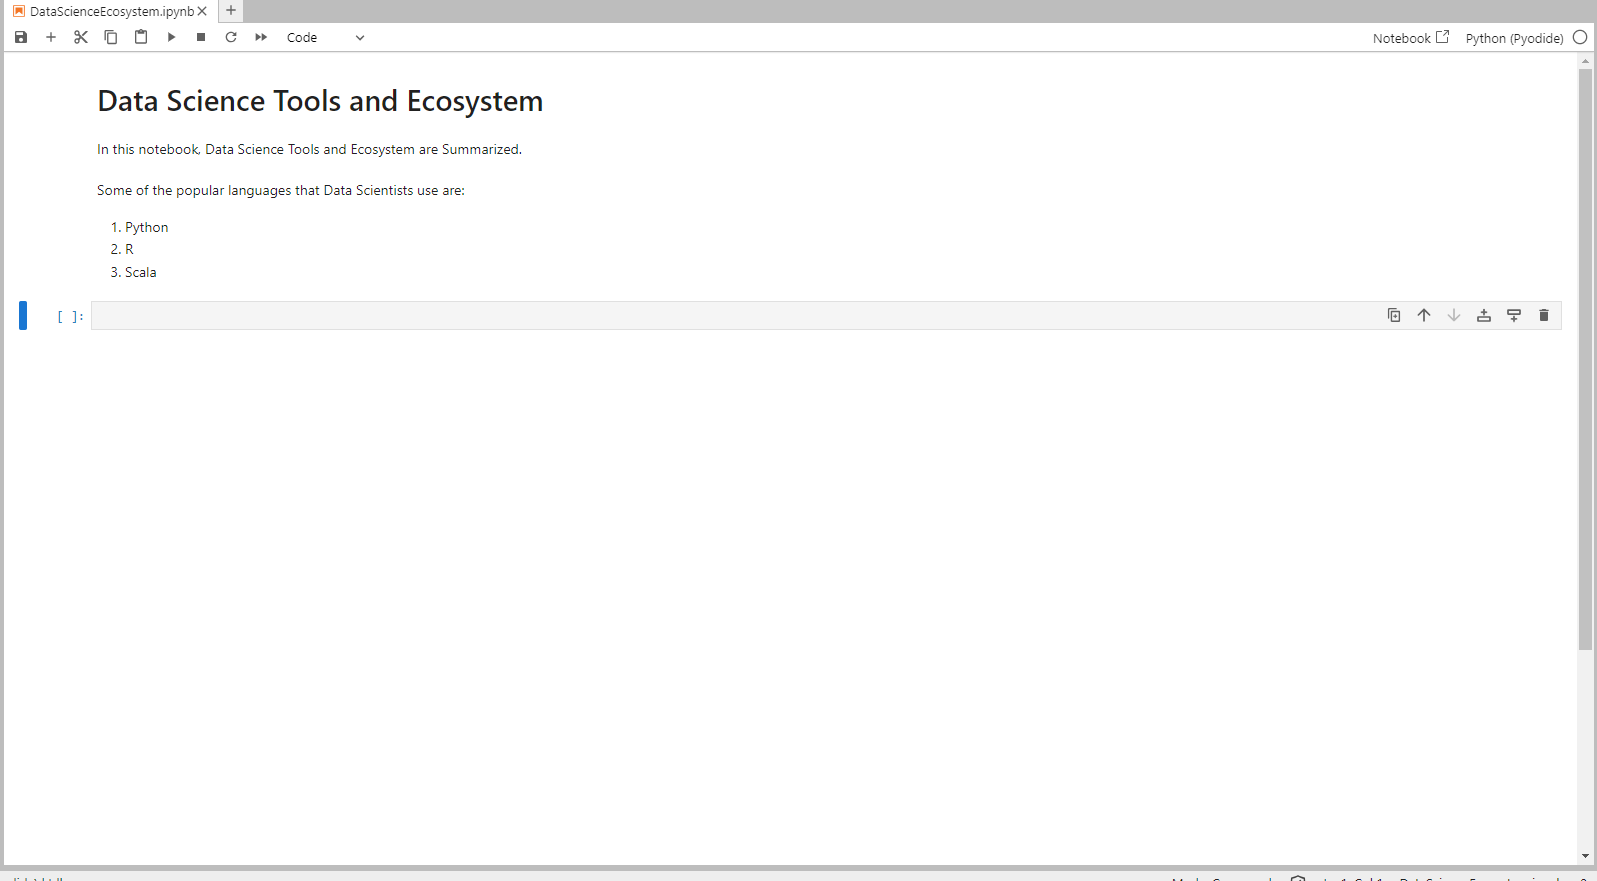 DataScienceEcosystem.ipynb
Code
Notebook
Python (Pyodide)
Data Science Tools and Ecosystem
In this notebook, Data Science Tools and Ecosystem are Summarized.
Some of the popular languages that Data Scientists use are:
1. Python
2. R
3. Scala
[ ]: